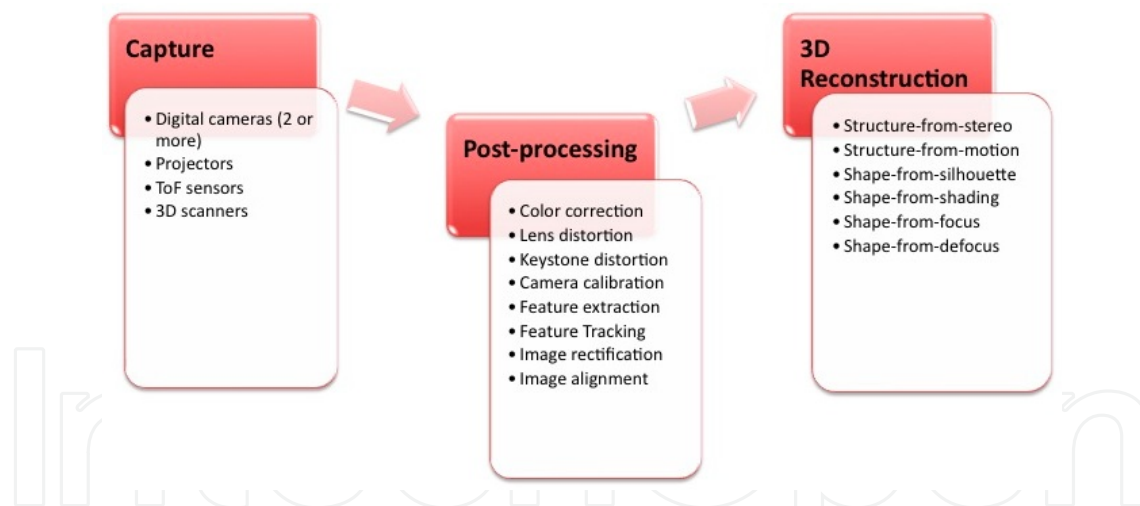 Capture
• Digital cameras (2 or
more)
• Projectors
• ToF sensors
• 3D scanners
Post-processing
• Color correction
• Lens distortion
• Keystone distortion
• Camera calibration
• Feature extraction
• Feature Tracking
• Image rectification
• Image alignment
3D
Reconstruction
• Structure-from-stereo
• Structure-from-motion
• Shape-from-silhouette
• Shape-from-shading
• Shape-from-focus
• Shape-from-defocus